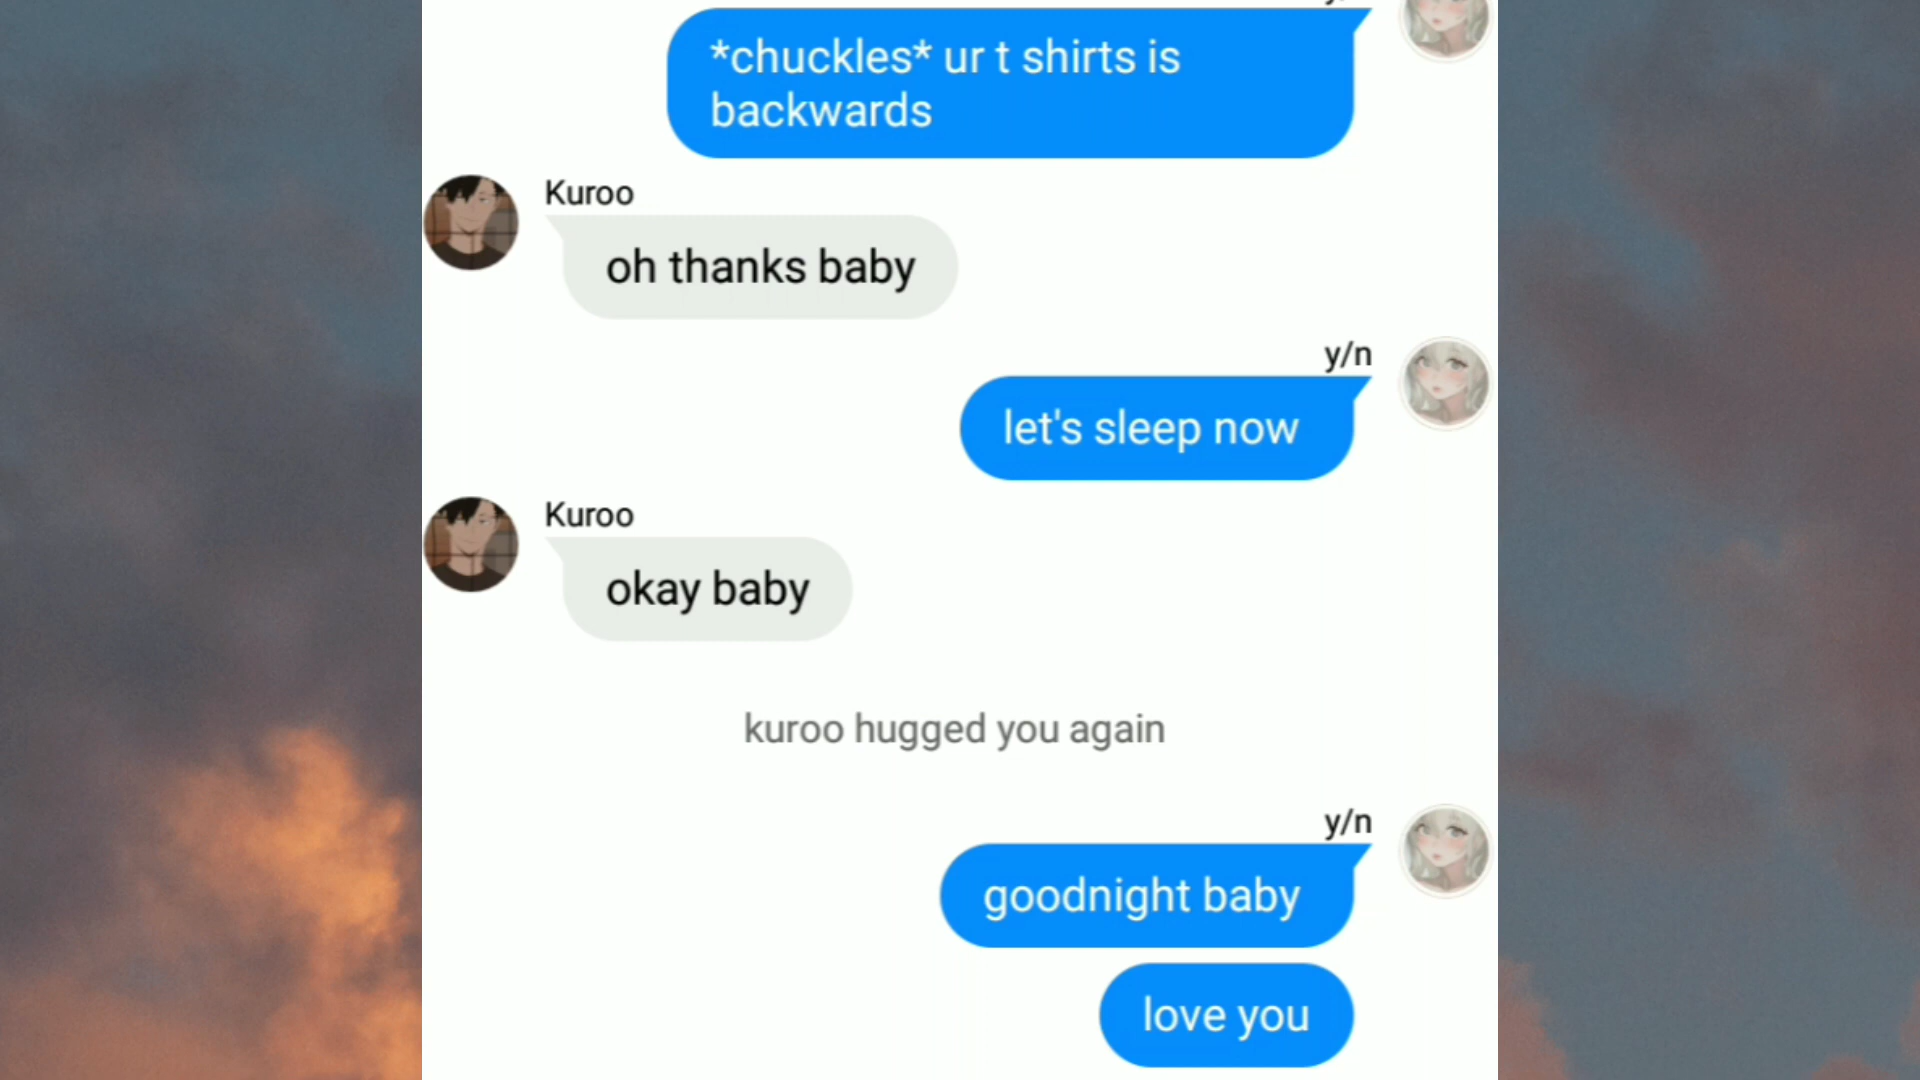 *chuckles* ur t shirts is
backwards
Kuroo
oh thanks baby
y/n
let's sleep now
Kuroo
okay baby
kuroo hugged you again
y/n
goodnight baby
love you